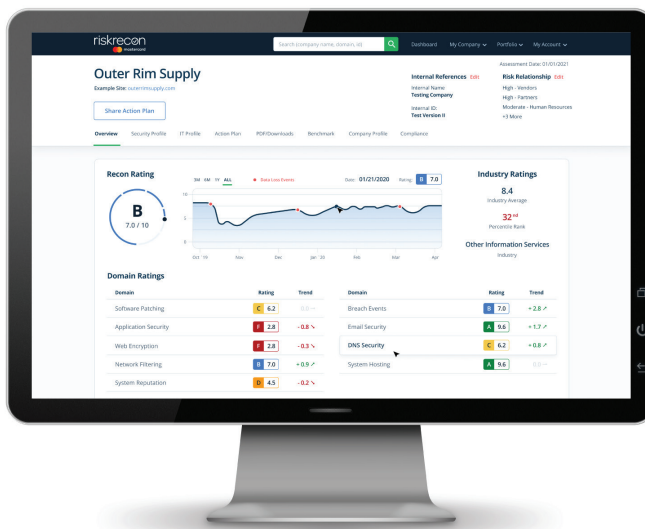 riskrecon
mastercard
Search (company name, domain, id)
Dashboard My Company Portfolio My Account
Assessment Date: 01/01/2021
Outer Rim Supply
Example Site: outerrimsupply.com
Share Action Plan
Internal References Edit
Internal Name:
Testing Company
Internal ID:
Test Version II
Risk Relationship Edit
High - Vendors
High - Partners
Moderate - Human Resources
+3 More
Overview Security Profile IT Profile Action Plan PDF/Downloads Benchmark Company Profile Compliance
Recon Rating
B
7.0 / 10
3M 6M 1Y ALL
Data Loss Events
Date: 01/21/2020 Rating: B 7.0
10
5
0
Oct '19 Nov Dec Jan '20 Feb Mar Apr
Industry Ratings
8.4
Industry Average
32nd
Percentile Rank
Other Information Services
Industry
Domain Ratings
Domain Rating Trend
Software Patching C 6.2 0.0
Application Security F 2.8 - 0.8
Web Encryption F 2.8 - 0.3
Network Filtering B 7.0 + 0.9
System Reputation D 4.5 - 0.2
Domain Rating Trend
Breach Events B 7.0 + 2.8
Email Security A 9.6 + 1.7
DNS Security C 6.2 + 0.8
System Hosting A 9.6 0.0